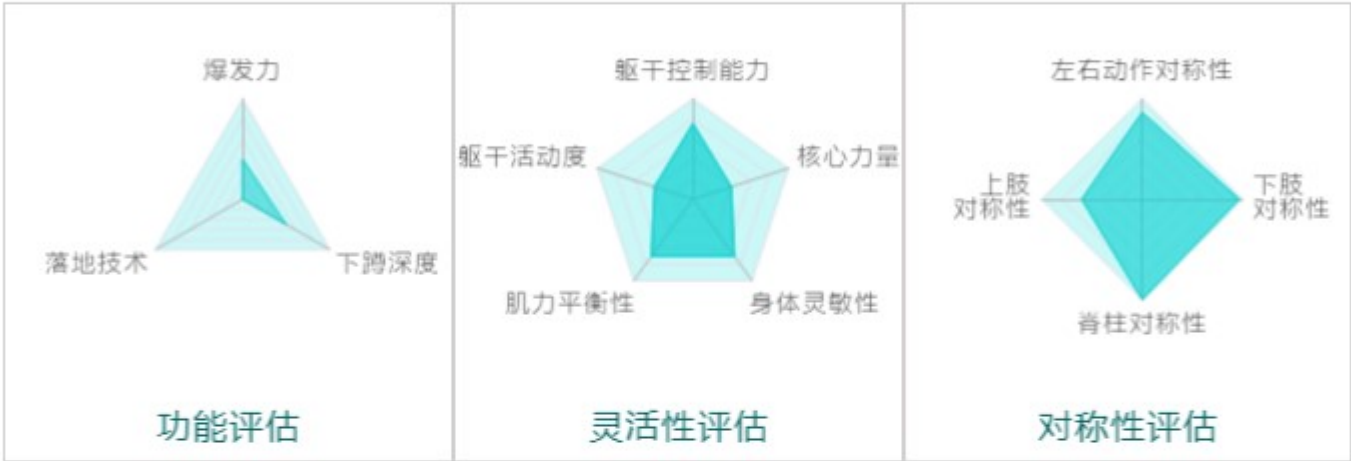 爆发力
落地技术
下蹲深度
功能评估
躯干控制能力
躯干活动度
核心力量
肌力平衡性
身体灵敏性
灵活性评估
左右动作对称性
上肢
对称性
下肢
对称性
脊柱对称性
对称性评估